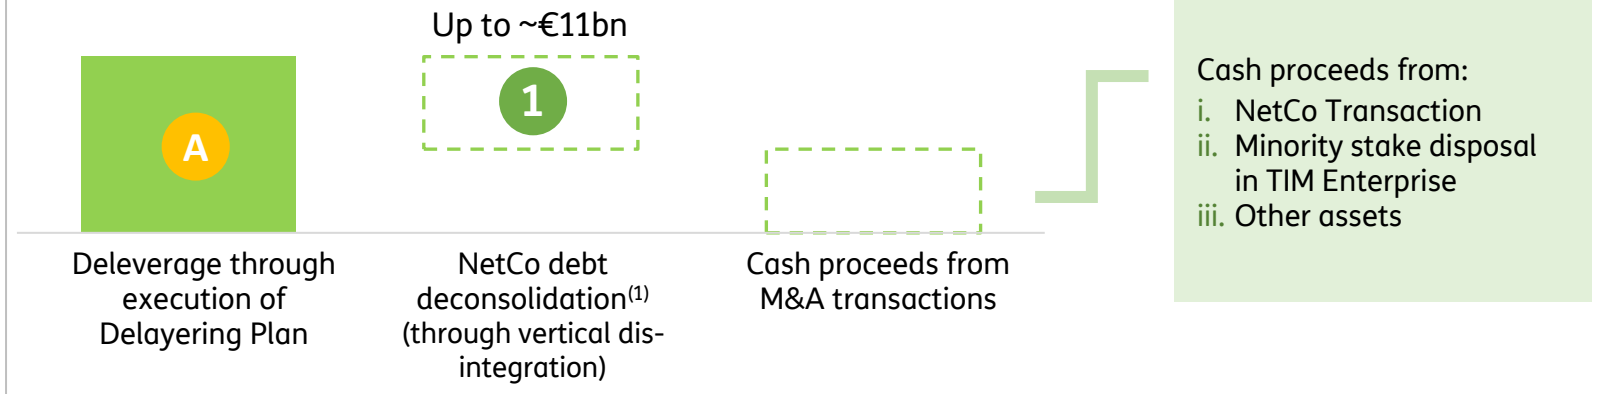 Up to ~€11bn
1
A
Deleverage through
execution of
Delayering Plan
NetCo debt
deconsolidation(1)
(through vertical dis-
integration)
Cash proceeds from
M&A transactions
Cash proceeds from:
i. NetCo Transaction
ii. Minority stake disposal
in TIM Enterprise
iii. Other assets